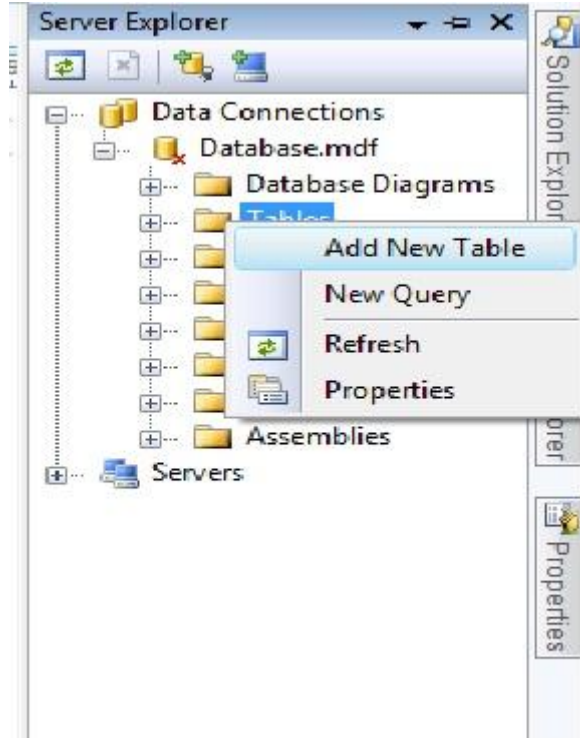 Server Explorer
Data Connections
Database.mdf
Database Diagrams
Tables
Add New Table
New Query
Refresh
Properties
Assemblies
Servers
Solution Explorer
Properties